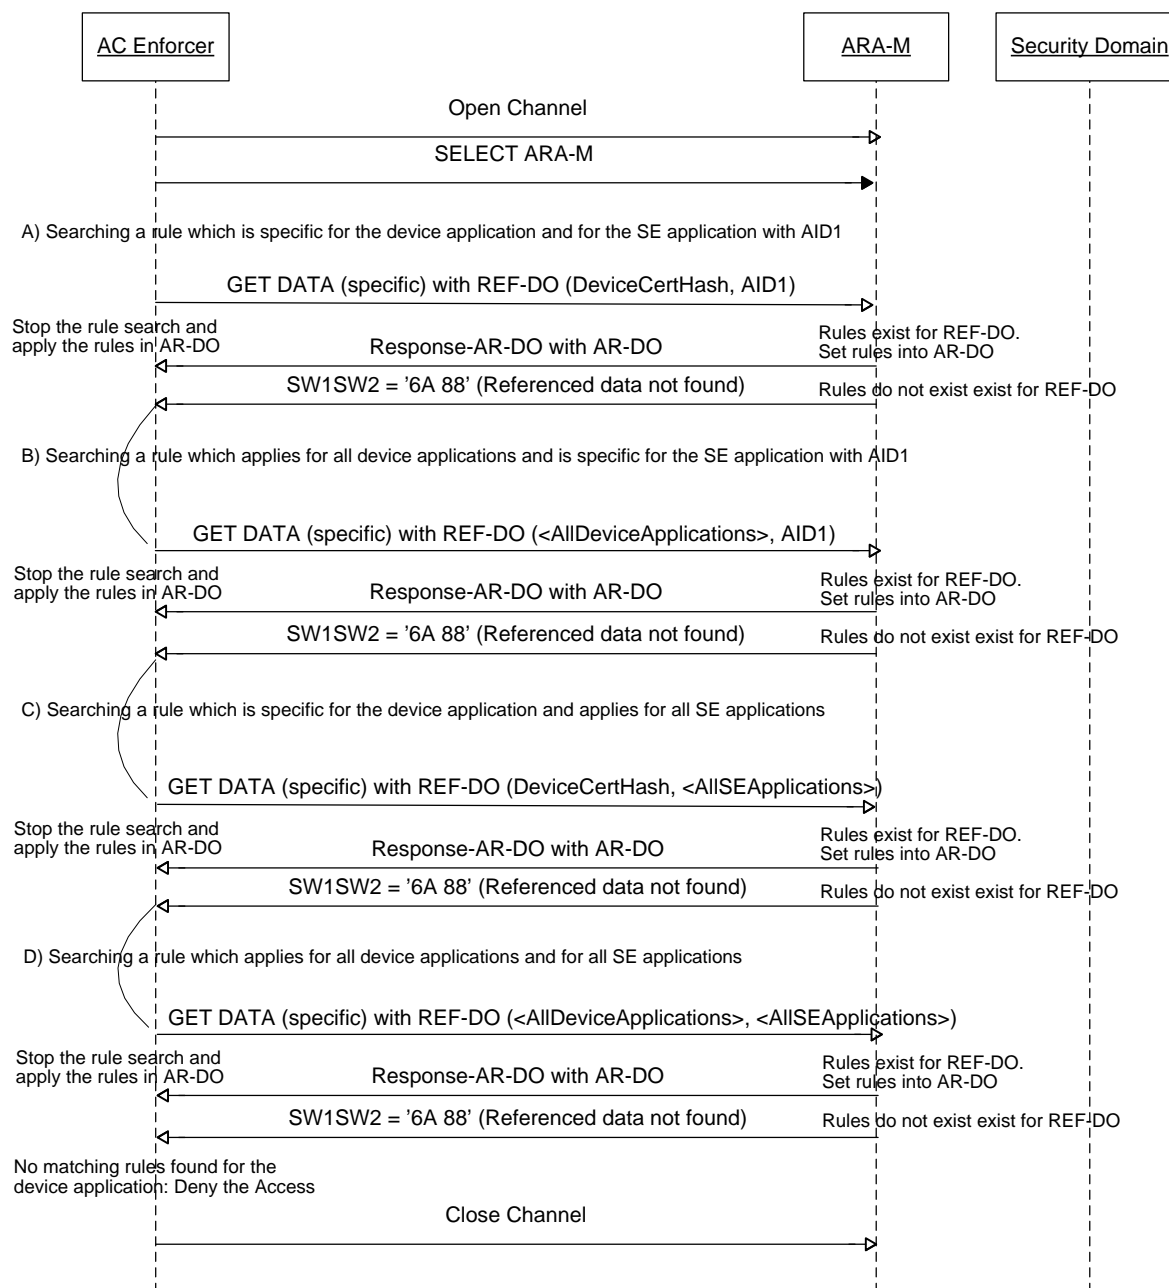 AC Enforcer
ARA-M
Security Domain
Open Channel
SELECT ARA-M
A) Searching a rule which is specific for the device application and for the SE application with AID1
GET DATA (specific) with REF-DO (DeviceCertHash, AID1)
Stop the rule search and
apply the rules in AR-DO
Response-AR-DO with AR-DO
Rules exist for REF-DO.
Set rules into AR-DO
SW1SW2 = '6A 88' (Referenced data not found)
Rules do not exist exist for REF-DO
B) Searching a rule which applies for all device applications and is specific for the SE application with AID1
GET DATA (specific) with REF-DO (<AllDeviceApplications>, AID1)
Stop the rule search and
apply the rules in AR-DO
Response-AR-DO with AR-DO
Rules exist for REF-DO.
Set rules into AR-DO
SW1SW2 = '6A 88' (Referenced data not found)
Rules do not exist exist for REF-DO
C) Searching a rule which is specific for the device application and applies for all SE applications
GET DATA (specific) with REF-DO (DeviceCertHash, <AllSEApplications>)
Stop the rule search and
apply the rules in AR-DO
Response-AR-DO with AR-DO
Rules exist for REF-DO.
Set rules into AR-DO
SW1SW2 = '6A 88' (Referenced data not found)
Rules do not exist exist for REF-DO
D) Searching a rule which applies for all device applications and for all SE applications
GET DATA (specific) with REF-DO (<AllDeviceApplications>, <AllSEApplications>)
Stop the rule search and
apply the rules in AR-DO
Response-AR-DO with AR-DO
Rules exist for REF-DO.
Set rules into AR-DO
SW1SW2 = '6A 88' (Referenced data not found)
Rules do not exist exist for REF-DO
No matching rules found for the
device application: Deny the Access
Close Channel